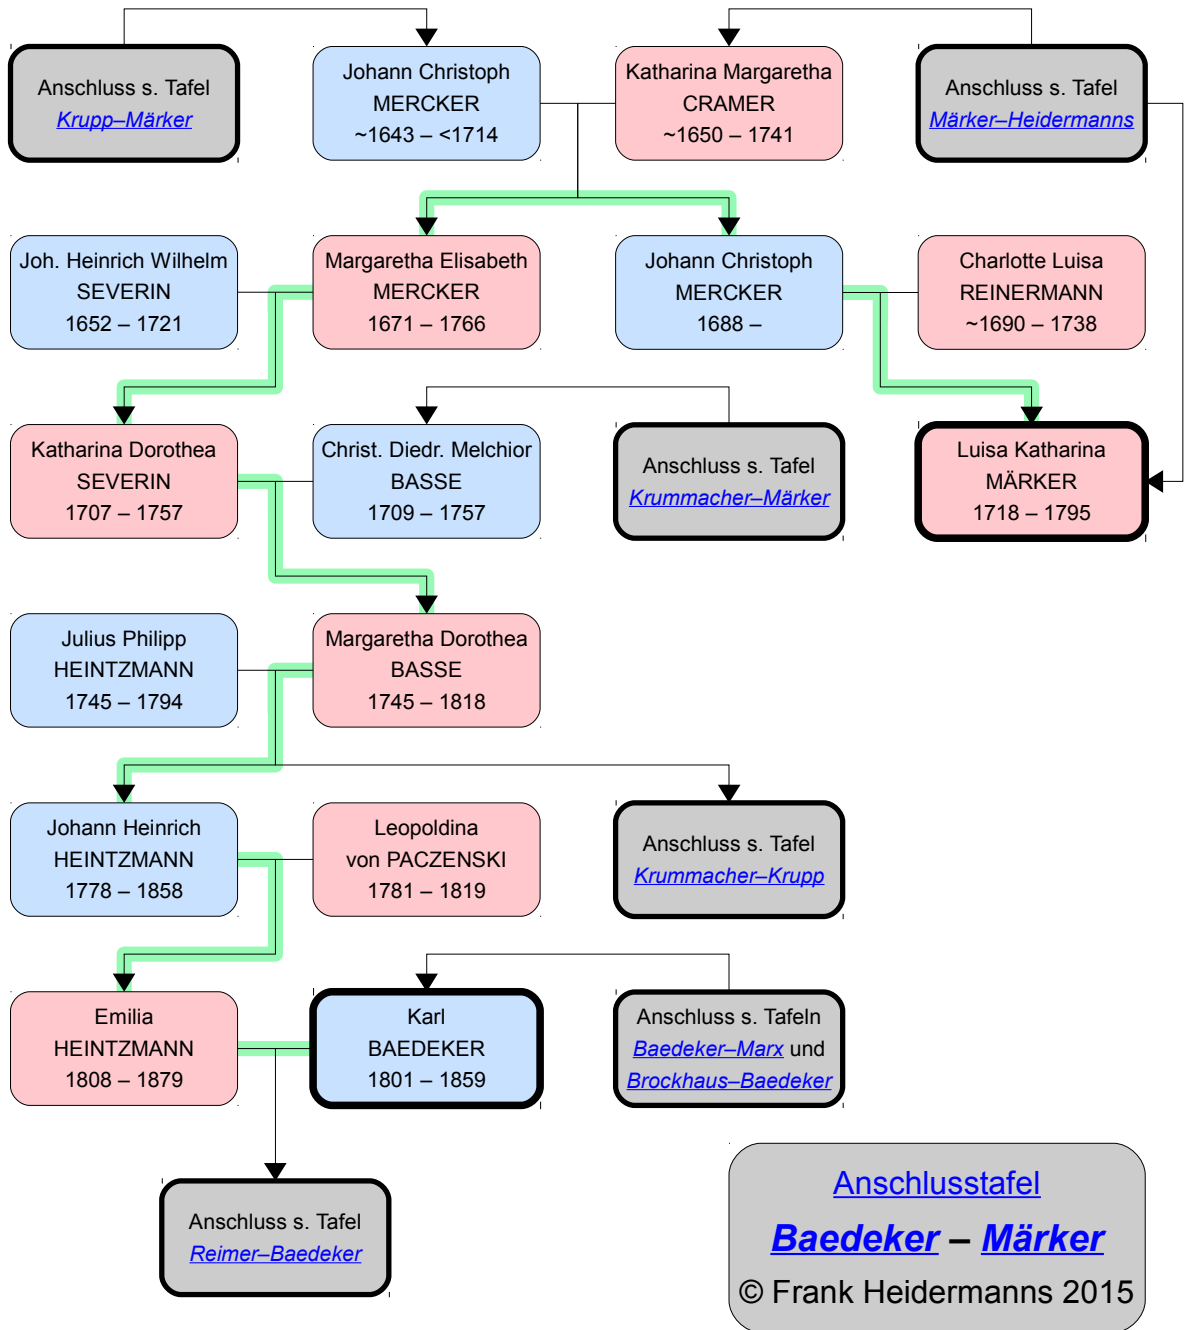 Anschluss s. Tafel
Krupp–Märker
Johann Christoph
MERCKER
~1643 – <1714
Katharina Margaretha
CRAMER
~1650 – 1741
Anschluss s. Tafel
Märker–Heidermanns
Joh. Heinrich Wilhelm
SEVERIN
1652 – 1721
Margaretha Elisabeth
MERCKER
1671 – 1766
Johann Christoph
MERCKER
1688 –
Charlotte Luisa
REINERMANN
~1690 – 1738
Katharina Dorothea
SEVERIN
1707 – 1757
Christ. Diedr. Melchior
BASSE
1709 – 1757
Anschluss s. Tafel
Krummacher–Märker
Luisa Katharina
MÄRKER
1718 – 1795
Julius Philipp
HEINTZMANN
1745 – 1794
Margaretha Dorothea
BASSE
1745 – 1818
Johann Heinrich
HEINTZMANN
1778 – 1858
Leopoldina
von PACZENSKI
1781 – 1819
Anschluss s. Tafel
Krummacher–Krupp
Emilia
HEINTZMANN
1808 – 1879
Karl
BAEDEKER
1801 – 1859
Anschluss s. Tafeln
Baedeker–Marx und
Brockhaus–Baedeker
Anschluss s. Tafel
Reimer–Baedeker
Anschlusstafel
Baedeker – Märker
© Frank Heidermanns 2015